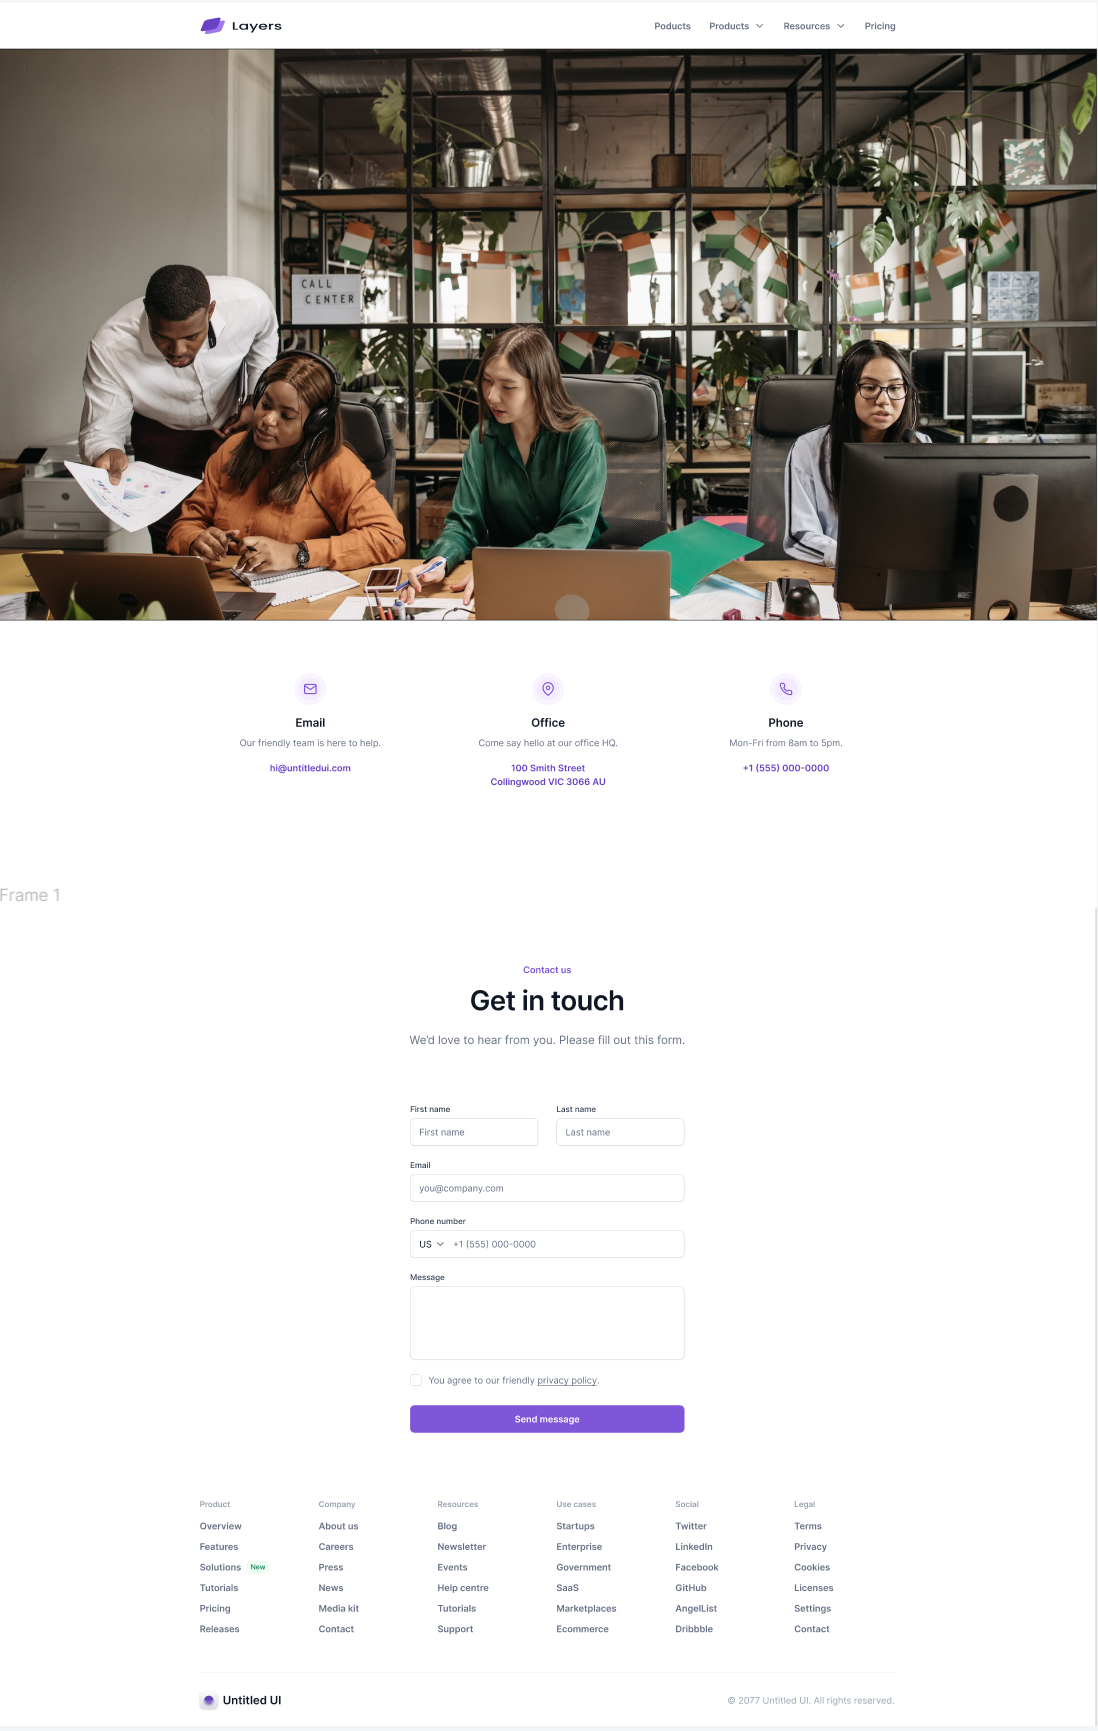 Layers
Poducts Products Resources Pricing
CALL
CENTER
Email
Our friendly team is here to help.
hi@untitledui.com
Office
Come say hello at our office HQ.
100 Smith Street
Collingwood VIC 3066 AU
Phone
Mon-Fri from 8am to 5pm.
+1 (555) 000-0000
Frame 1
Contact us
Get in touch
We'd love to hear from you. Please fill out this form.
First name
First name
Last name
Last name
Email
you@company.com
Phone number
US +1 (555) 000-0000
Message
You agree to our friendly privacy policy.
Send message
Product
Overview
Features
Solutions New
Tutorials
Pricing
Releases
Company
About us
Careers
Press
News
Media kit
Contact
Resources
Blog
Newsletter
Events
Help centre
Tutorials
Support
Use cases
Startups
Enterprise
Government
SaaS
Marketplaces
Ecommerce
Social
Twitter
LinkedIn
Facebook
GitHub
AngelList
Dribbble
Legal
Terms
Privacy
Cookies
Licenses
Settings
Contact
Untitled UI
© 2077 Untitled UI. All rights reserved.